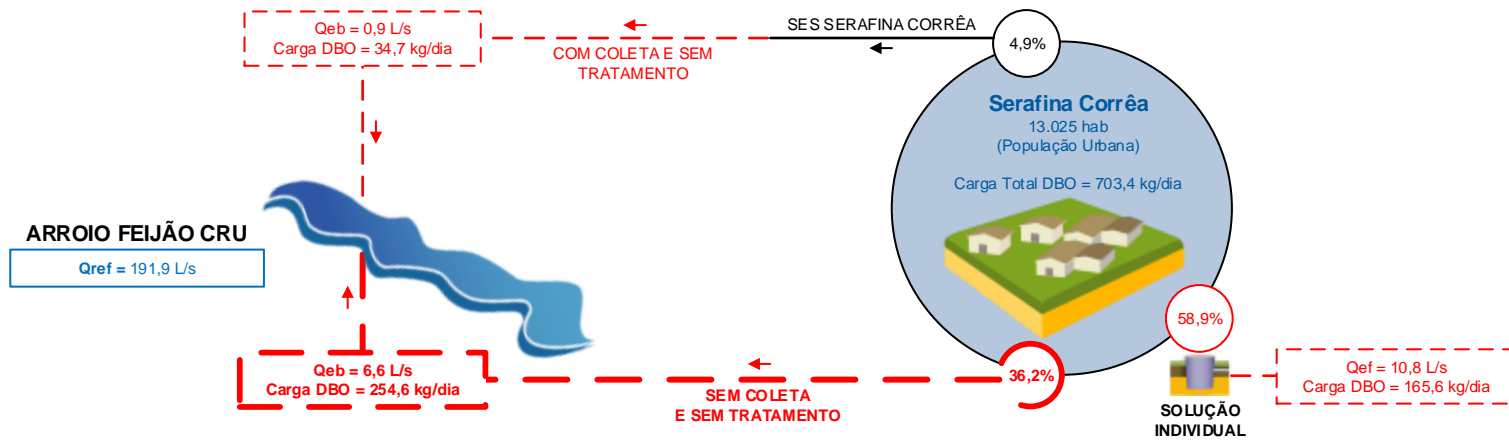 Qeb = 0,9 L/s
Carga DBO = 34,7 kg/dia
SES SERAFINA CORRÊA
4,9%
COM COLETA E SEM
TRATAMENTO
Serafina Corrêa
13.025 hab
(População Urbana)
Carga Total DBO = 703,4 kg/dia
ARROIO FEIJÃO CRU
Qref = 191,9 L/s
58,9%
Qeb = 6,6 L/s
Carga DBO = 254,6 kg/dia
36,2%
SEM COLETA
E SEM TRATAMENTO
Qef = 10,8 L/s
Carga DBO = 165,6 kg/dia
SOLUÇÃO
INDIVIDUAL